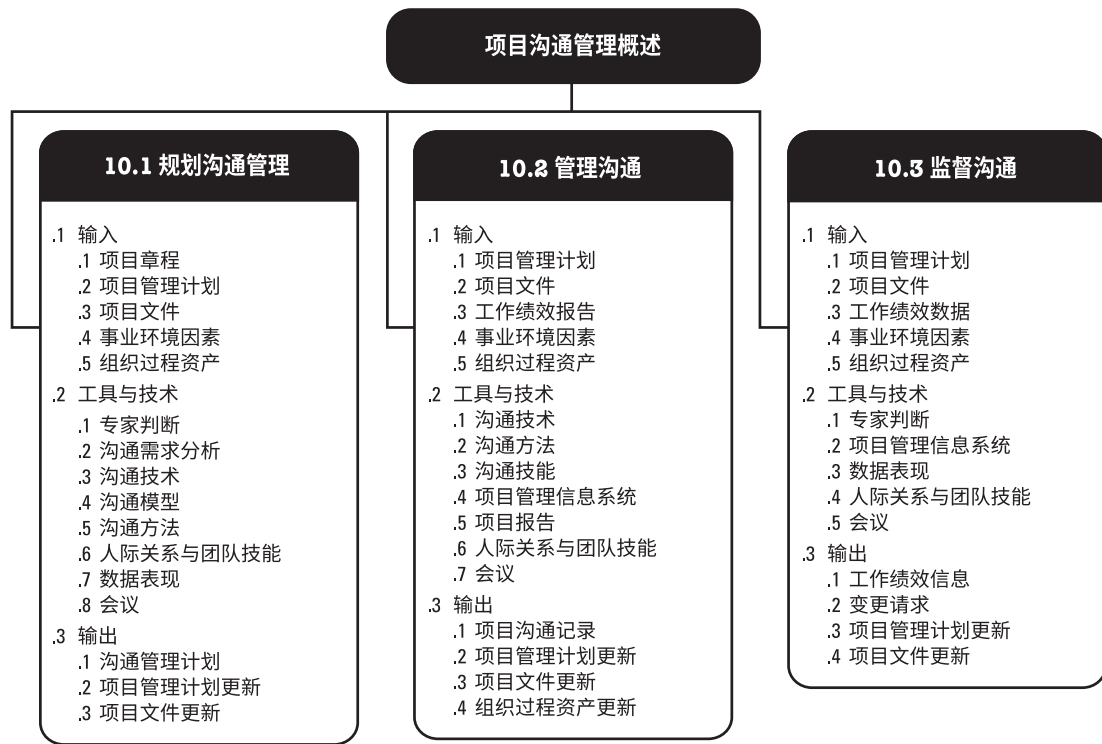 项目沟通管理概述
10.1 规划沟通管理
.1 输入
.1 项目章程
.2 项目管理计划
.3 项目文件
.4 事业环境因素
.5 组织过程资产
.2 工具与技术
.1 专家判断
.2 沟通需求分析
.3 沟通技术
.4 沟通模型
.5 沟通方法
.6 人际关系与团队技能
.7 数据表现
.8 会议
.3 输出
.1 沟通管理计划
.2 项目管理计划更新
.3 项目文件更新
10.2 管理沟通
.1 输入
.1 项目管理计划
.2 项目文件
.3 工作绩效报告
.4 事业环境因素
.5 组织过程资产
.2 工具与技术
.1 沟通技术
.2 沟通方法
.3 沟通技能
.4 项目管理信息系统
.5 项目报告
.6 人际关系与团队技能
.7 会议
.3 输出
.1 项目沟通记录
.2 项目管理计划更新
.3 项目文件更新
.4 组织过程资产更新
10.3 监督沟通
.1 输入
.1 项目管理计划
.2 项目文件
.3 工作绩效数据
.4 事业环境因素
.5 组织过程资产
.2 工具与技术
.1 专家判断
.2 项目管理信息系统
.3 数据表现
.4 人际关系与团队技能
.5 会议
.3 输出
.1 工作绩效信息
.2 变更请求
.3 项目管理计划更新
.4 项目文件更新